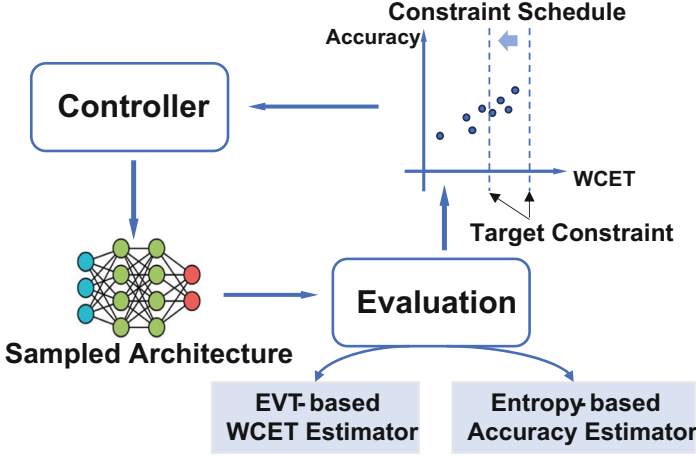 Constraint Schedule
Accuracy
Controller
WCET
Target Constraint
Evaluation
Sampled Architecture
EVT-based
WCET Estimator
Entropy-based
Accuracy Estimator